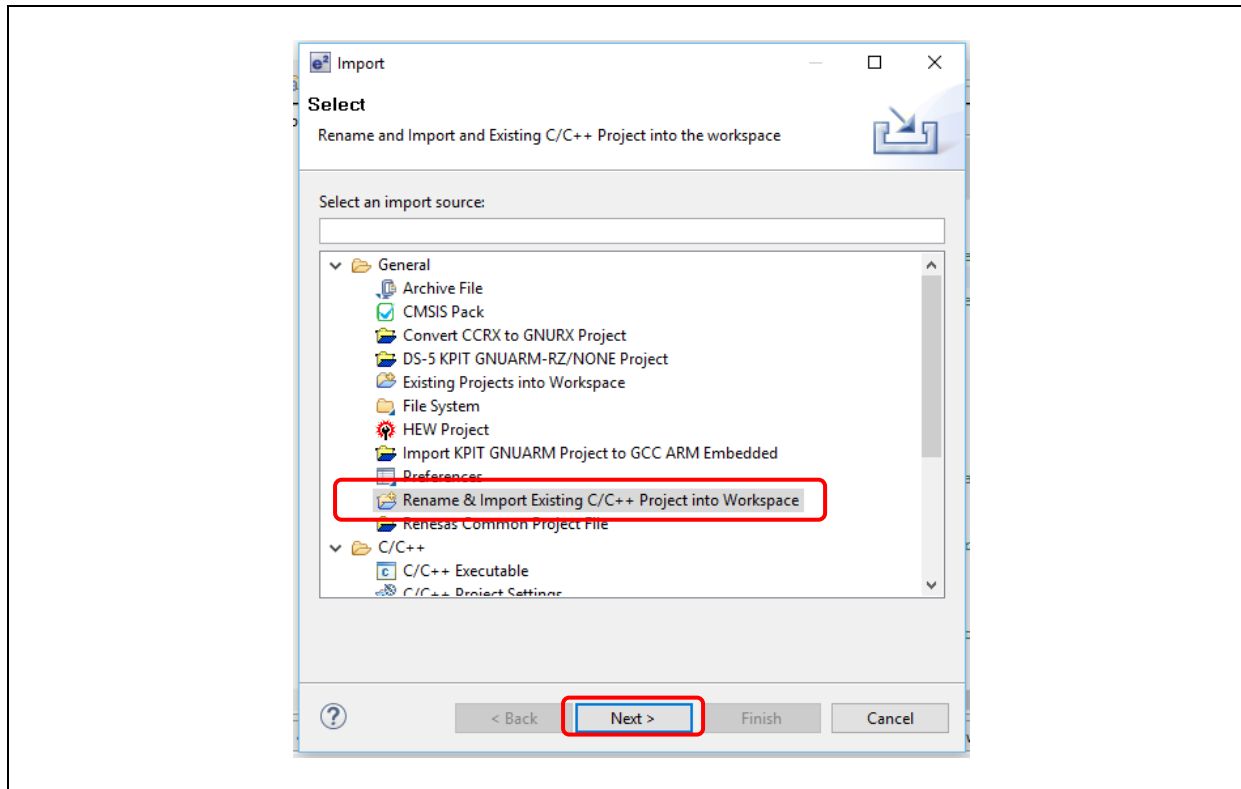 e² Import
Select
Rename and Import and Existing C/C++ Project into the workspace
Select an import source:
General
Archive File
CMSIS Pack
Convert CCRX to GNURX Project
DS-5 KPIT GNUARM-RZ/NONE Project
Existing Projects into Workspace
File System
HEW Project
Import KPIT GNUARM Project to GCC ARM Embedded
Preferences
Rename & Import Existing C/C++ Project into Workspace
Renesas Common Project File
C/C++
C/C++ Executable
C/C++ Project Settings
? < Back Next > Finish Cancel